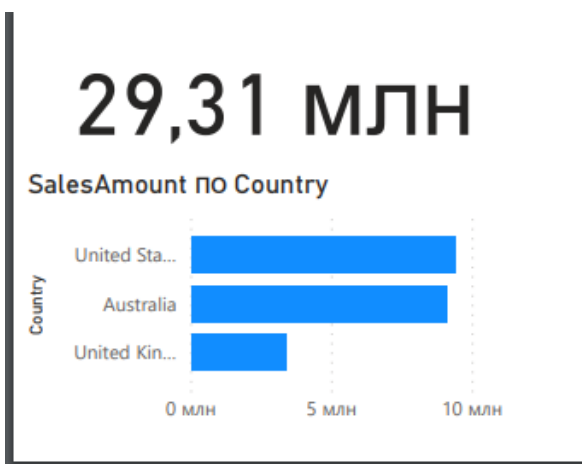 29,31 млн
SalesAmount по Country
Country
United Sta...
Australia
United Kin...
0 млн 5 млн 10 млн